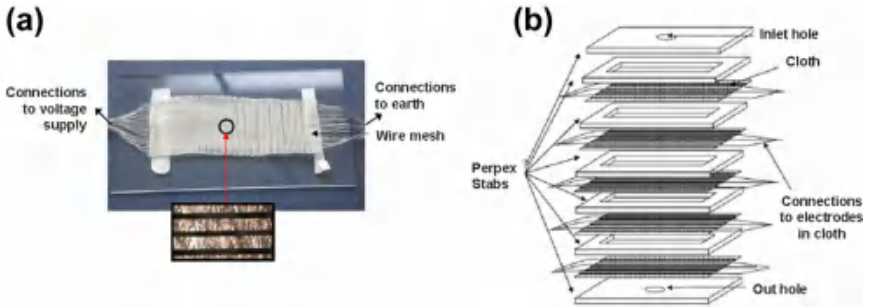 (a)
Connections
to voltage
supply
Connections
to earth
Wire mesh
(b)
Inlet hole
Cloth
Perpex
Stabs
Connections
to electrodes
in cloth
Out hole